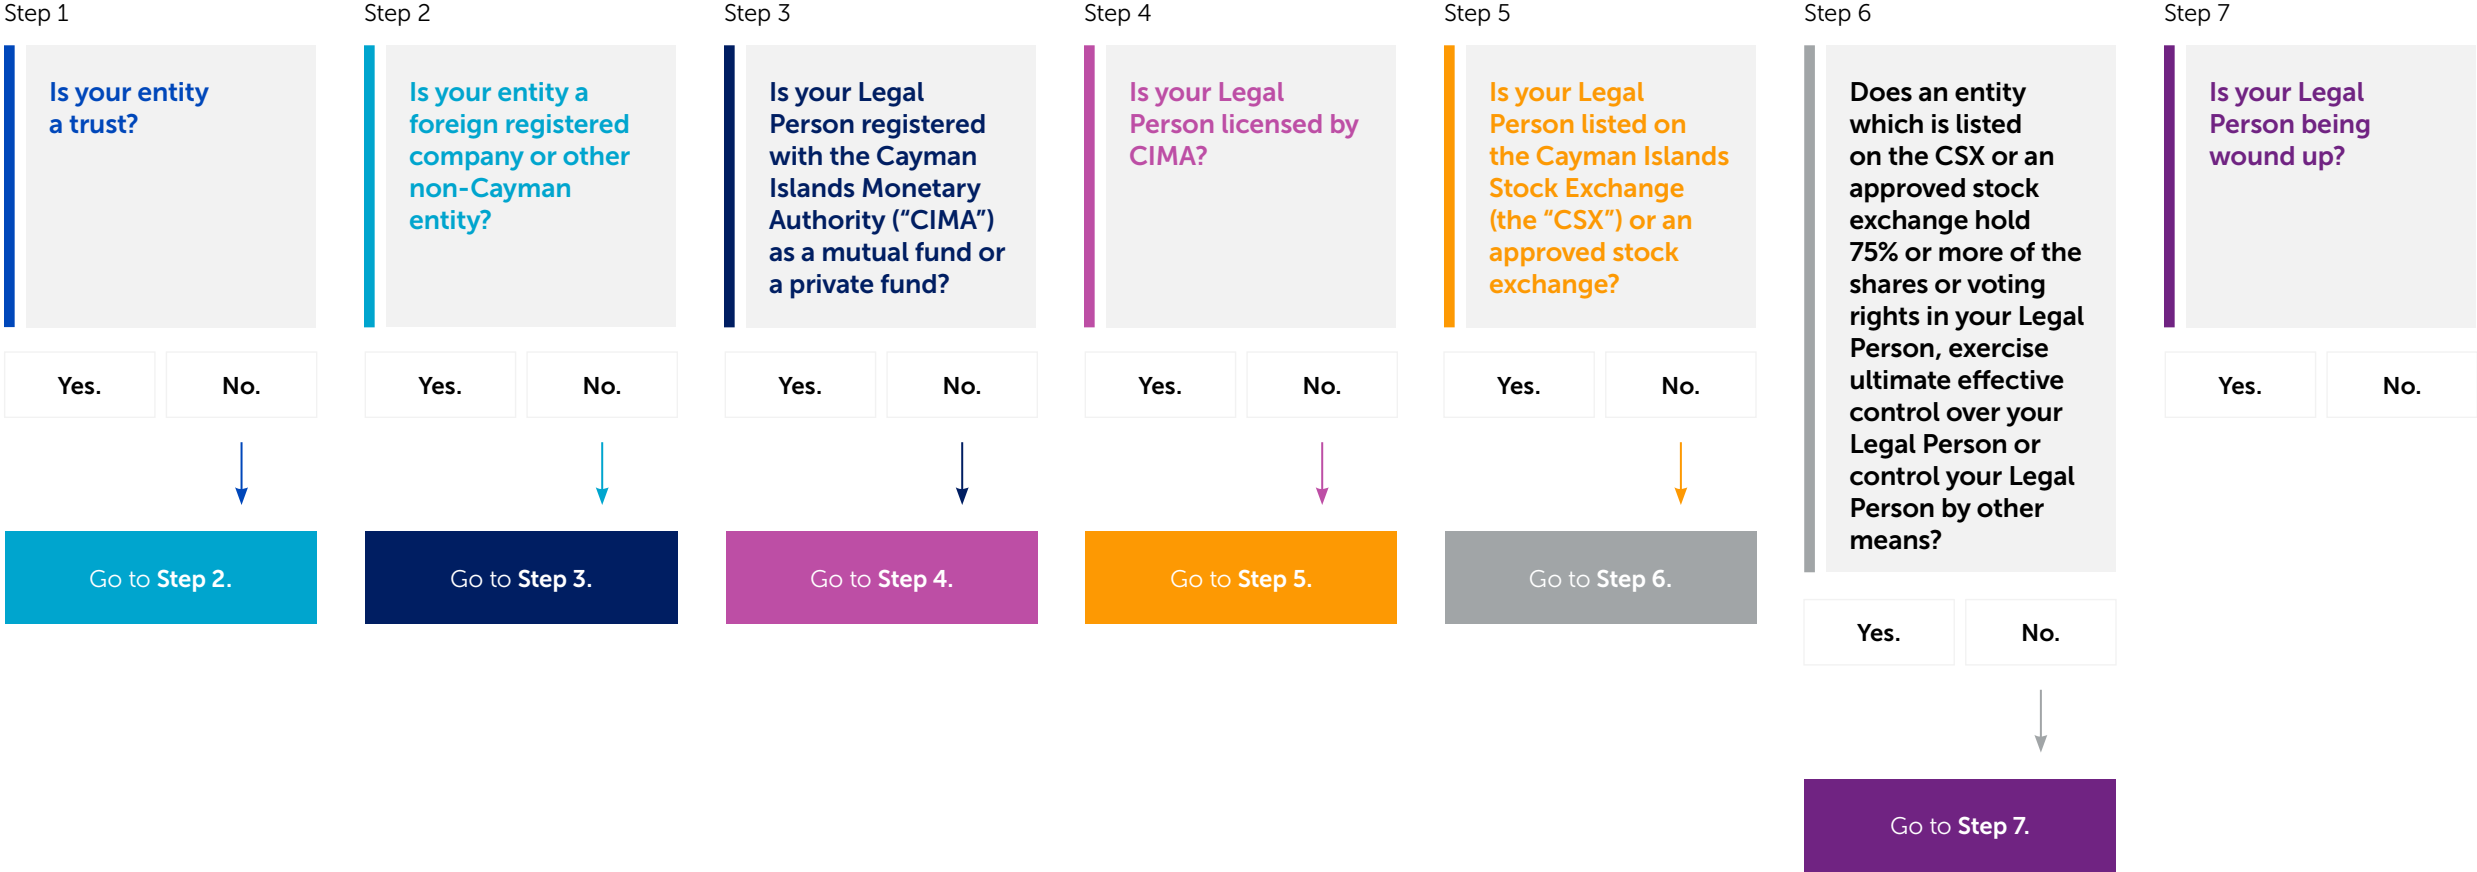 Step 1
Is your entity
a trust?
Yes.
No.
Go to Step 2.
Step 2
Is your entity a
foreign registered
company or other
non-Cayman
entity?
Yes.
No.
Go to Step 3.
Step 3
Is your Legal
Person registered
with the Cayman
Islands Monetary
Authority (“CIMA”)
as a mutual fund or
a private fund?
Yes.
No.
Go to Step 4.
Step 4
Is your Legal
Person licensed by
CIMA?
Yes.
No.
Go to Step 5.
Step 5
Is your Legal
Person listed on
the Cayman Islands
Stock Exchange
(the “CSX”) or an
approved stock
exchange?
Yes.
No.
Go to Step 6.
Step 6
Does an entity
which is listed
on the CSX or an
approved stock
exchange hold
75% or more of the
shares or voting
rights in your Legal
Person, exercise
ultimate effective
control over your
Legal Person or
control your Legal
Person by other
means?
Yes.
No.
Go to Step 7.
Step 7
Is your Legal
Person being
wound up?
Yes.
No.